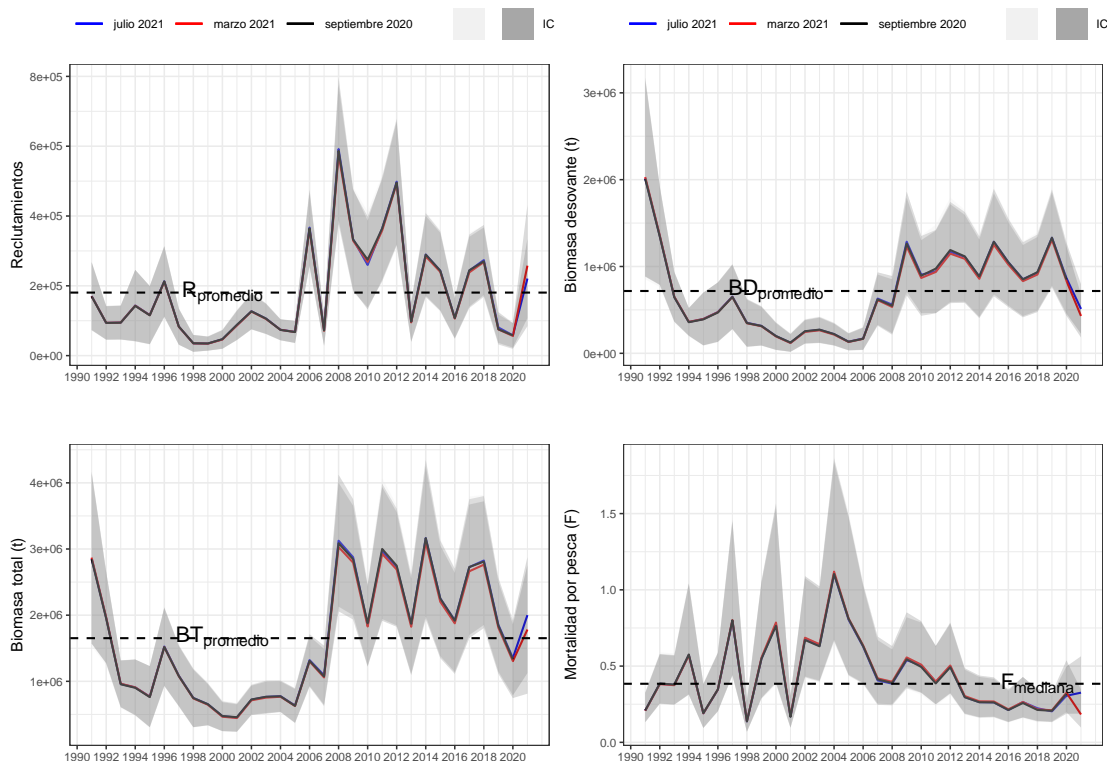 julio 2021 marzo 2021 septiembre 2020 IC
Reclutamientos
8e+05
6e+05
4e+05
2e+05
0e+00
R promedio
1990 1992 1994 1996 1998 2000 2002 2004 2006 2008 2010 2012 2014 2016 2018 2020
julio 2021 marzo 2021 septiembre 2020 IC
Biomasa desovante (t)
3e+06
2e+06
1e+06
0e+00
BD promedio
1990 1992 1994 1996 1998 2000 2002 2004 2006 2008 2010 2012 2014 2016 2018 2020
Biomasa total (t)
4e+06
3e+06
2e+06
1e+06
BT promedio
1990 1992 1994 1996 1998 2000 2002 2004 2006 2008 2010 2012 2014 2016 2018 2020
Mortalidad por pesca (F)
1.5
1.0
0.5
0.0
F mediana
1990 1992 1994 1996 1998 2000 2002 2004 2006 2008 2010 2012 2014 2016 2018 2020